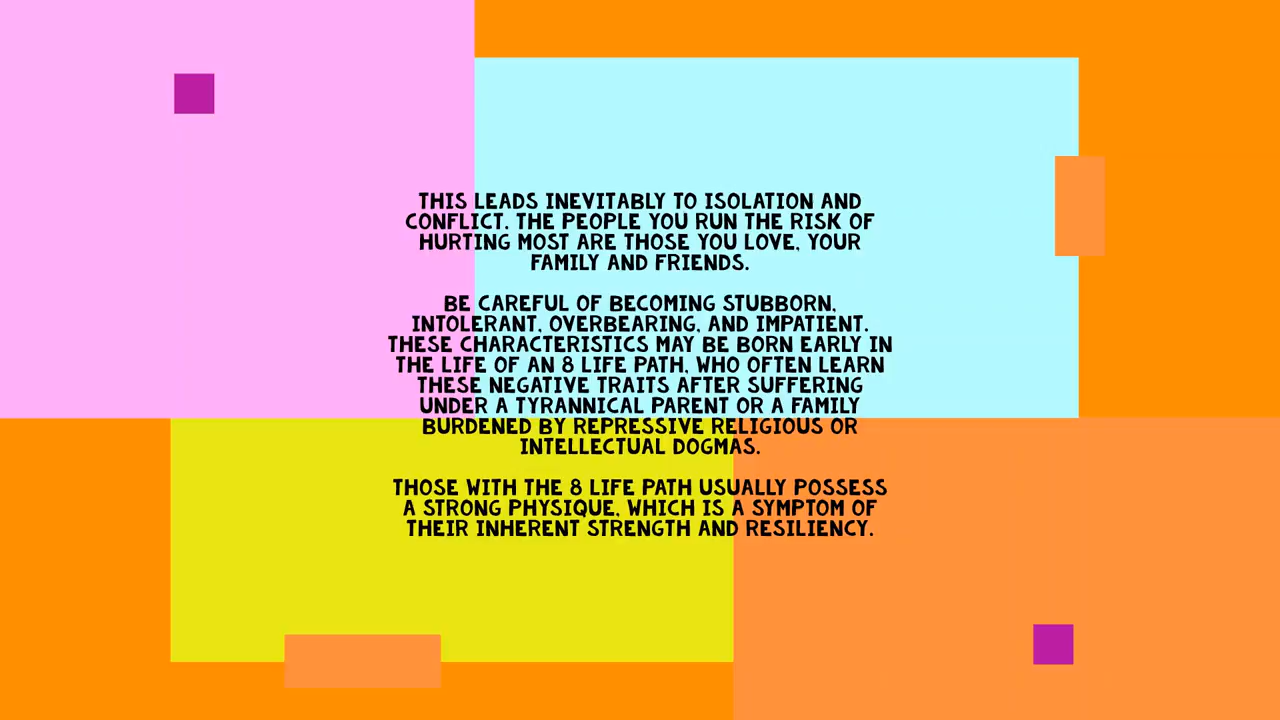 THIS LEADS INEVITABLY TO ISOLATION AND
CONFLICT. THE PEOPLE YOU RUN THE RISK OF
HURTING MOST ARE THOSE YOU LOVE, YOUR
FAMILY AND FRIENDS.
BE CAREFUL OF BECOMING STUBBORN,
INTOLERANT, OVERBEARING, AND IMPATIENT.
THESE CHARACTERISTICS MAY BE BORN EARLY IN
THE LIFE OF AN 8 LIFE PATH, WHO OFTEN LEARN
THESE NEGATIVE TRAITS AFTER SUFFERING
UNDER A TYRANNICAL PARENT OR A FAMILY
BURDENED BY REPRESSIVE RELIGIOUS OR
INTELLECTUAL DOGMAS.
THOSE WITH THE 8 LIFE PATH USUALLY POSSESS
A STRONG PHYSIQUE, WHICH IS A SYMPTOM OF
THEIR INHERENT STRENGTH AND RESILIENCY.